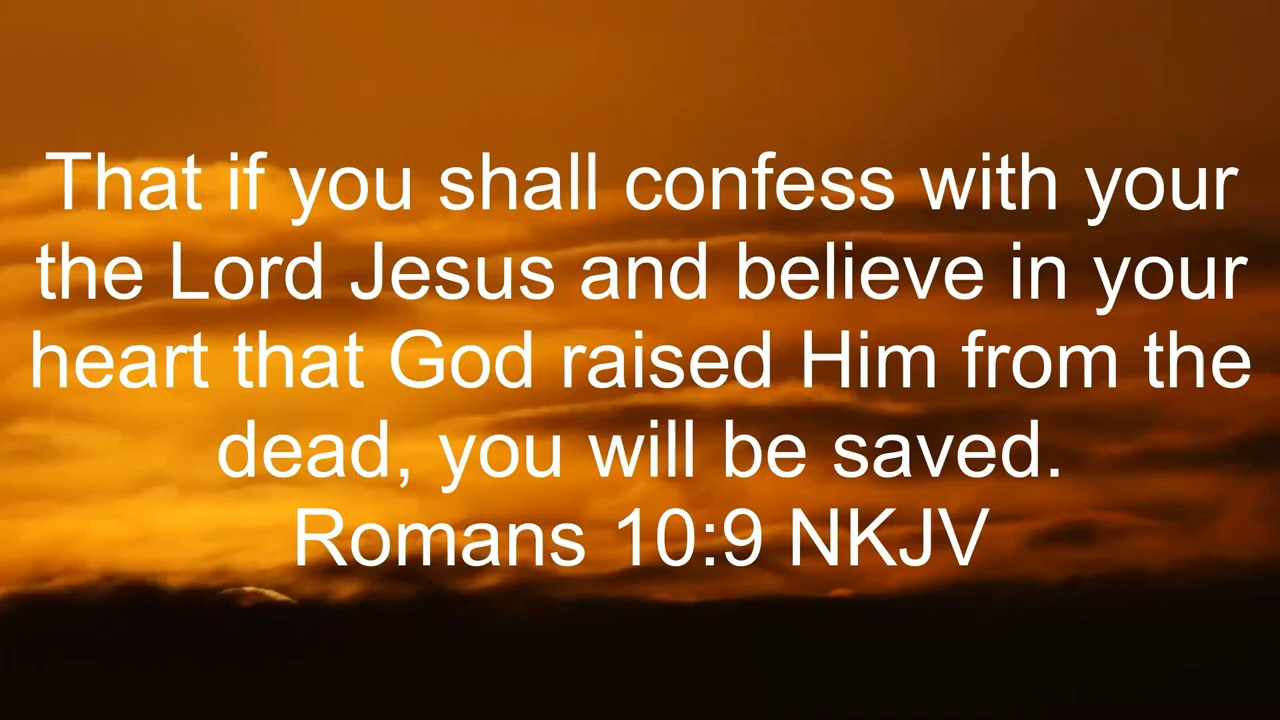 That if you shall confess with your
the Lord Jesus and believe in your
heart that God raised Him from the
dead, you will be saved.
Romans 10:9 NKJV